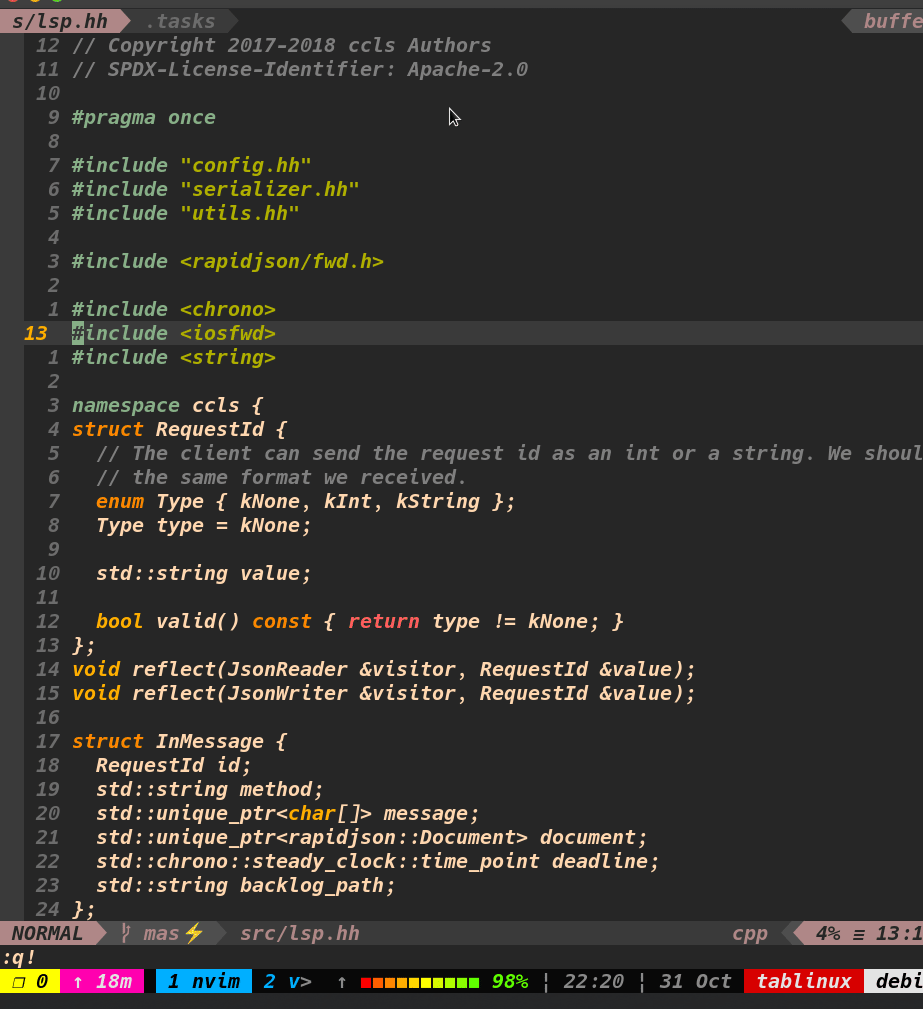 s/lsp.hh .tasks buffe
12 // Copyright 2017-2018 ccls Authors
11 // SPDX-License-Identifier: Apache-2.0
10
9 #pragma once
8
7 #include "config.hh"
6 #include "serializer.hh"
5 #include "utils.hh"
4
3 #include <rapidjson/fwd.h>
2
1 #include <chrono>
13 #include <iosfwd>
1 #include <string>
2
3 namespace ccls {
4 struct RequestId {
5   // The client can send the request id as an int or a string. We shoul
6   // the same format we received.
7   enum Type { kNone, kInt, kString };
8   Type type = kNone;
9
10   std::string value;
11
12   bool valid() const { return type != kNone; }
13 };
14 void reflect(JsonReader &visitor, RequestId &value);
15 void reflect(JsonWriter &visitor, RequestId &value);
16
17 struct InMessage {
18   RequestId id;
19   std::string method;
20   std::unique_ptr<char[]> message;
21   std::unique_ptr<rapidjson::Document> document;
22   std::chrono::steady_clock::time_point deadline;
23   std::string backlog_path;
24 };
NORMAL mas⚡ src/lsp.hh cpp 4% ≡ 13:1
:q!
❐ 0 ↑ 18m 1 nvim 2 v> ↑ 98% ¦ 22:20 ¦ 31 Oct tablinux debi